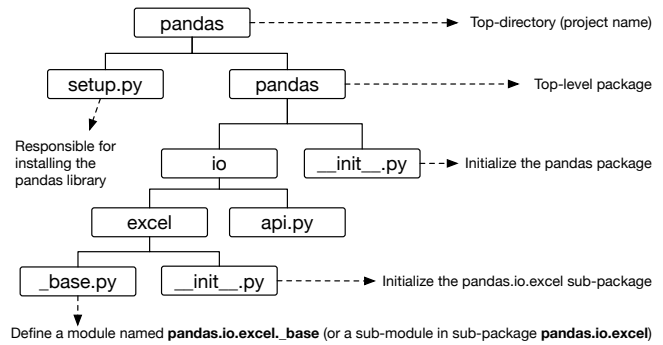 pandas
Top-directory (project name)
setup.py
pandas
Top-level package
Responsible for
installing the
pandas library
io
__init__.py
Initialize the pandas package
excel
api.py
_base.py
__init__.py
Initialize the pandas.io.excel sub-package
Define a module named pandas.io.excel._base (or a sub-module in sub-package pandas.io.excel)